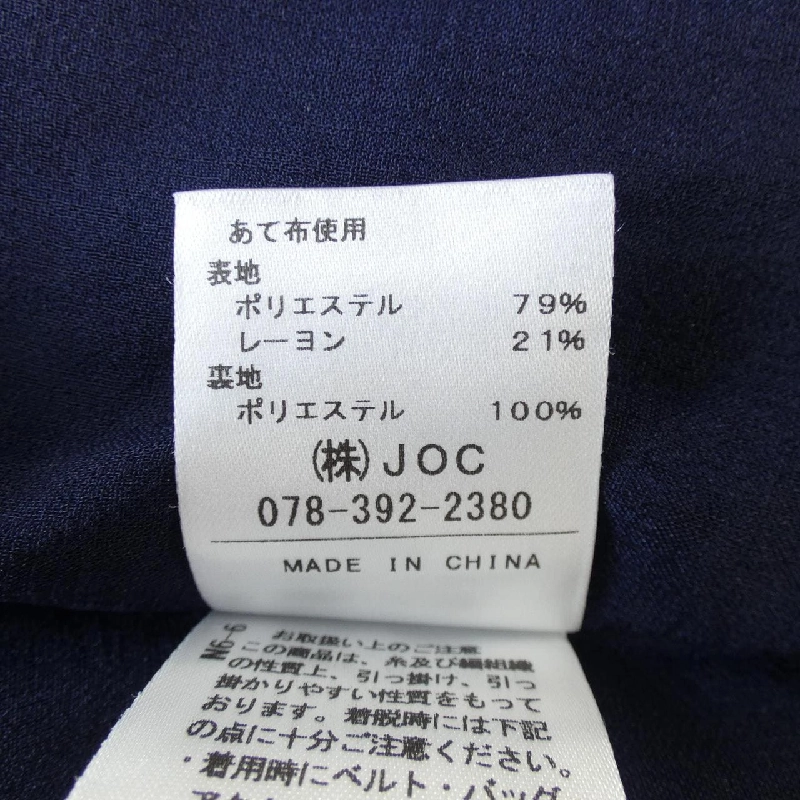 あて布使用
表地
ポリエステル 79%
レーヨン 21%
裏地
ポリエステル 100%
(株)JOC
078-392-2380
MADE IN CHINA
N6-6
お取扱い上のご注意
この商品は、糸及び編組織
の性質上、引っ掛け、引っ
掛かりやすい性質をもって
おります。着脱時には下記
の点に十分ご注意ください。
・着用時にベルト・バッグ